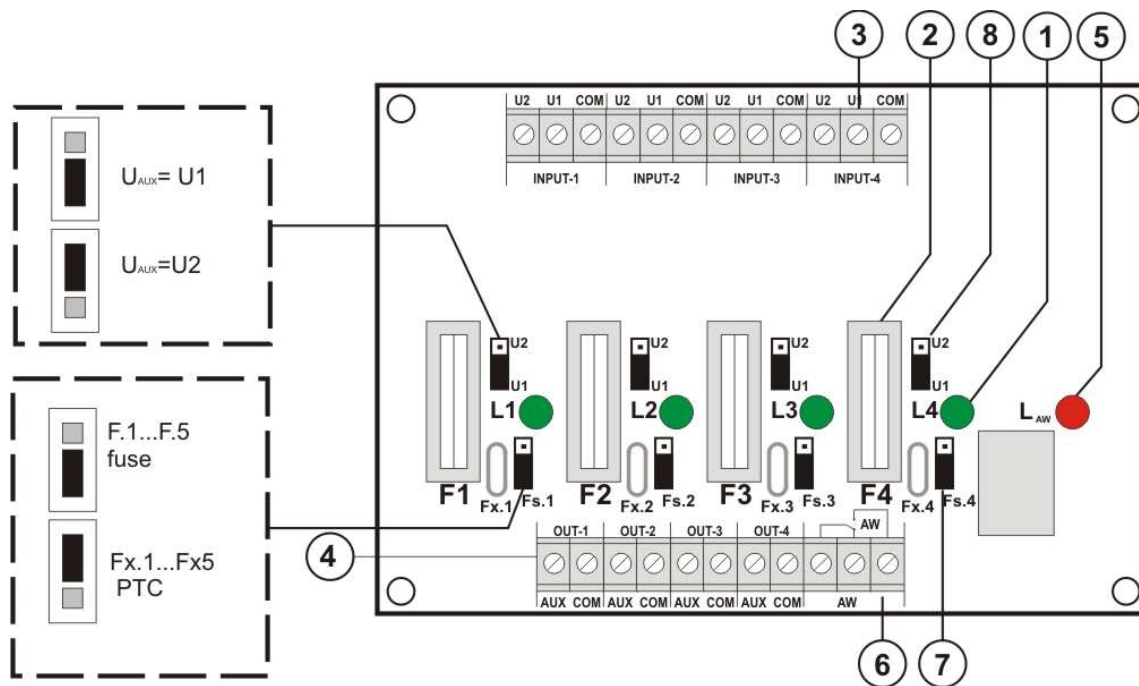 3 2 8 1 5
U2 U1 COM U2 U1 COM U2 U1 COM U2 U1 COM
INPUT-1 INPUT-2 INPUT-3 INPUT-4
UAUX= U1
UAUX=U2
U2 U2 U2 U2
U1 U1 U1 U1
L1 L2 L3 L4 LAW
F.1...F.5
fuse
F1 Fx.1 Fs.1 F2 Fx.2 Fs.2 F3 Fx.3 Fs.3 F4 Fx.4 Fs.4
Fx.1...Fx5
PTC
OUT-1 OUT-2 OUT-3 OUT-4 AW
4
AUX COM AUX COM AUX COM AUX COM AW
6 7